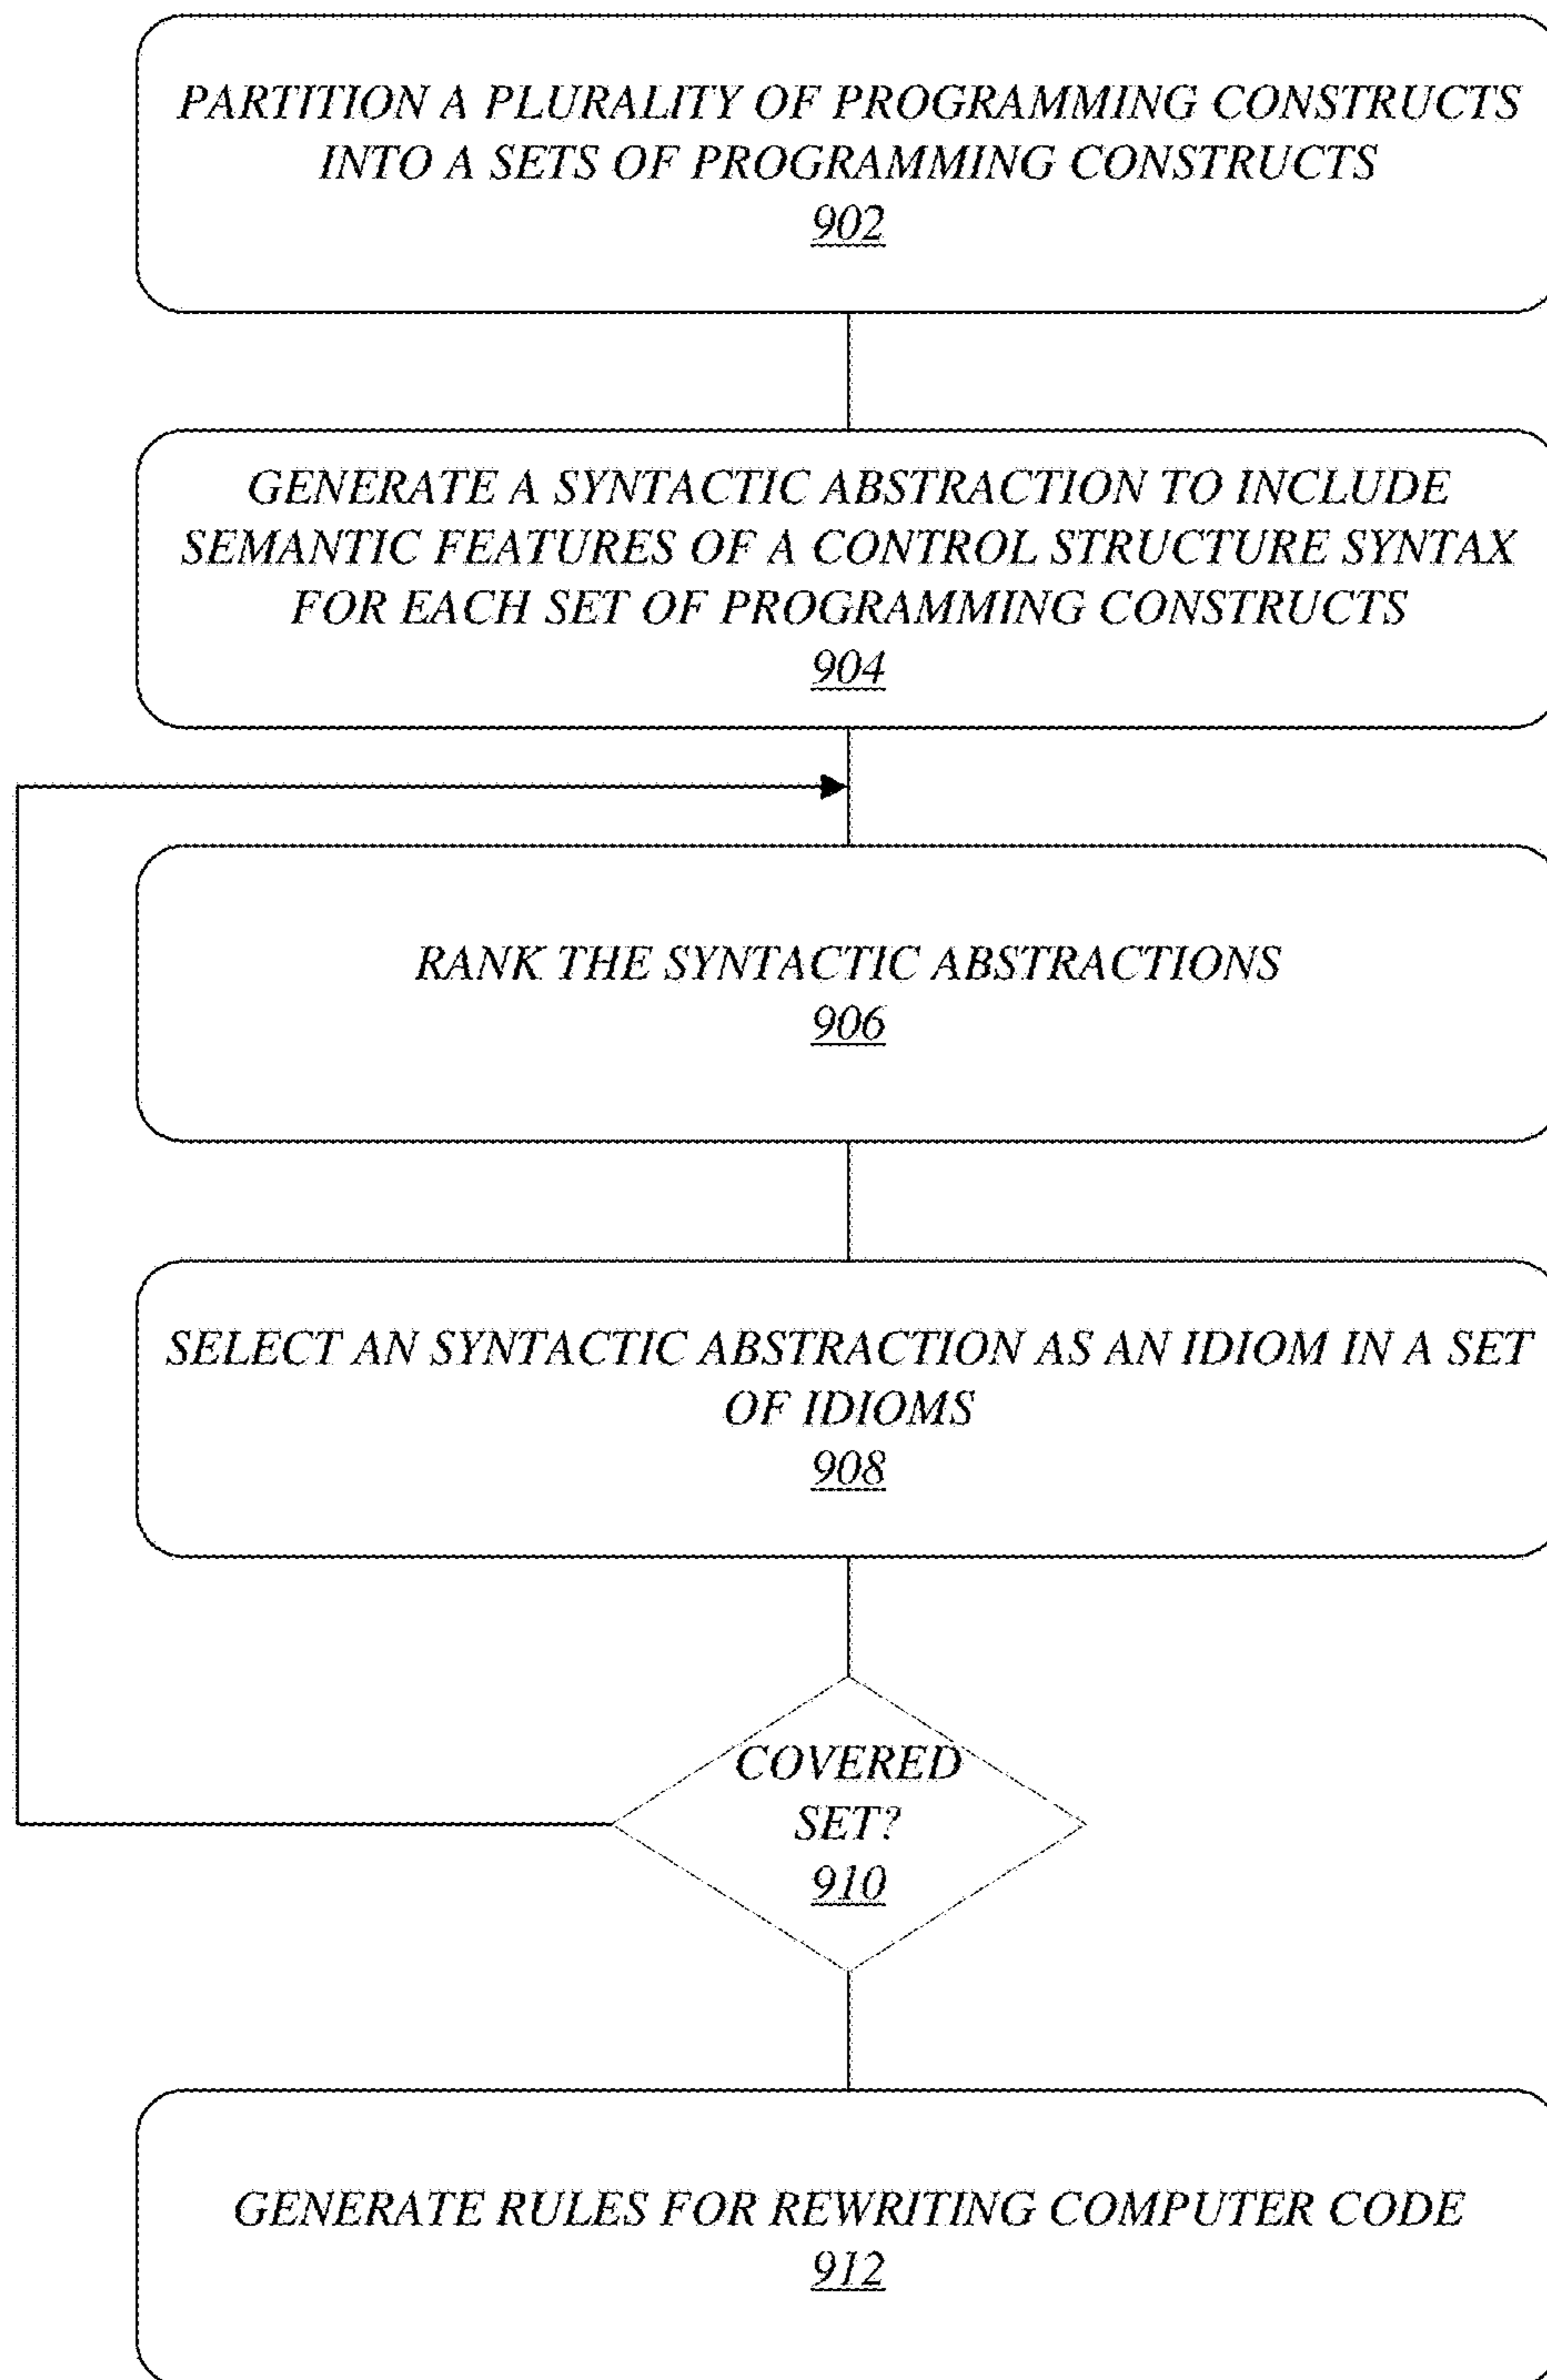 PARTITION A PLURALITY OF PROGRAMMING CONSTRUCTS
INTO A SETS OF PROGRAMMING CONSTRUCTS
902
GENERATE A SYNTACTIC ABSTRACTION TO INCLUDE
SEMANTIC FEATURES OF A CONTROL STRUCTURE SYNTAX
FOR EACH SET OF PROGRAMMING CONSTRUCTS
904
RANK THE SYNTACTIC ABSTRACTIONS
906
SELECT AN SYNTACTIC ABSTRACTION AS AN IDIOM IN A SET
OF IDIOMS
908
COVERED
SET?
910
GENERATE RULES FOR REWRITING COMPUTER CODE
912